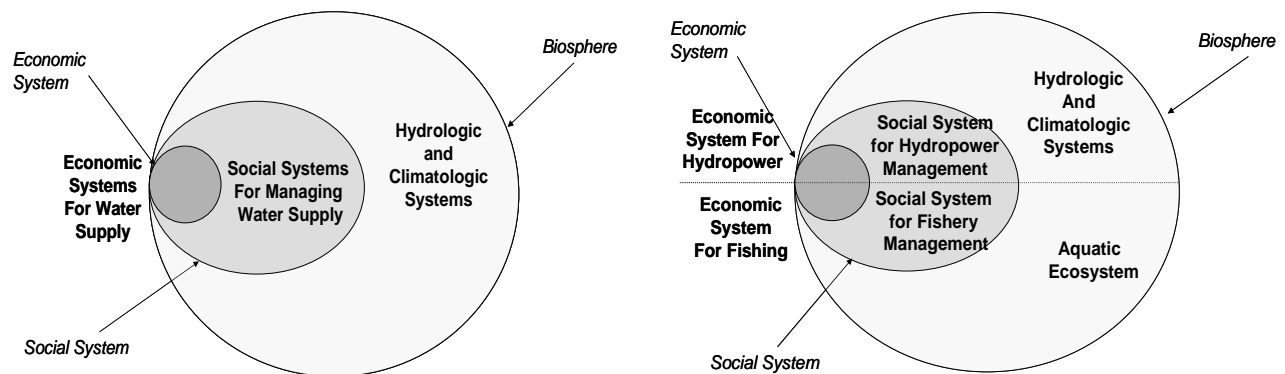 Economic
System
Biosphere
Hydrologic
and
Climatologic
Systems
Economic
Systems
For Water
Supply
Social Systems
For Managing
Water Supply
Social System
Economic
System
Biosphere
Hydrologic
And
Climatologic
Systems
Economic
System For
Hydropower
Social System
for Hydropower
Management
Economic
System
For Fishing
Social System
for Fishery
Management
Aquatic
Ecosystem
Social System